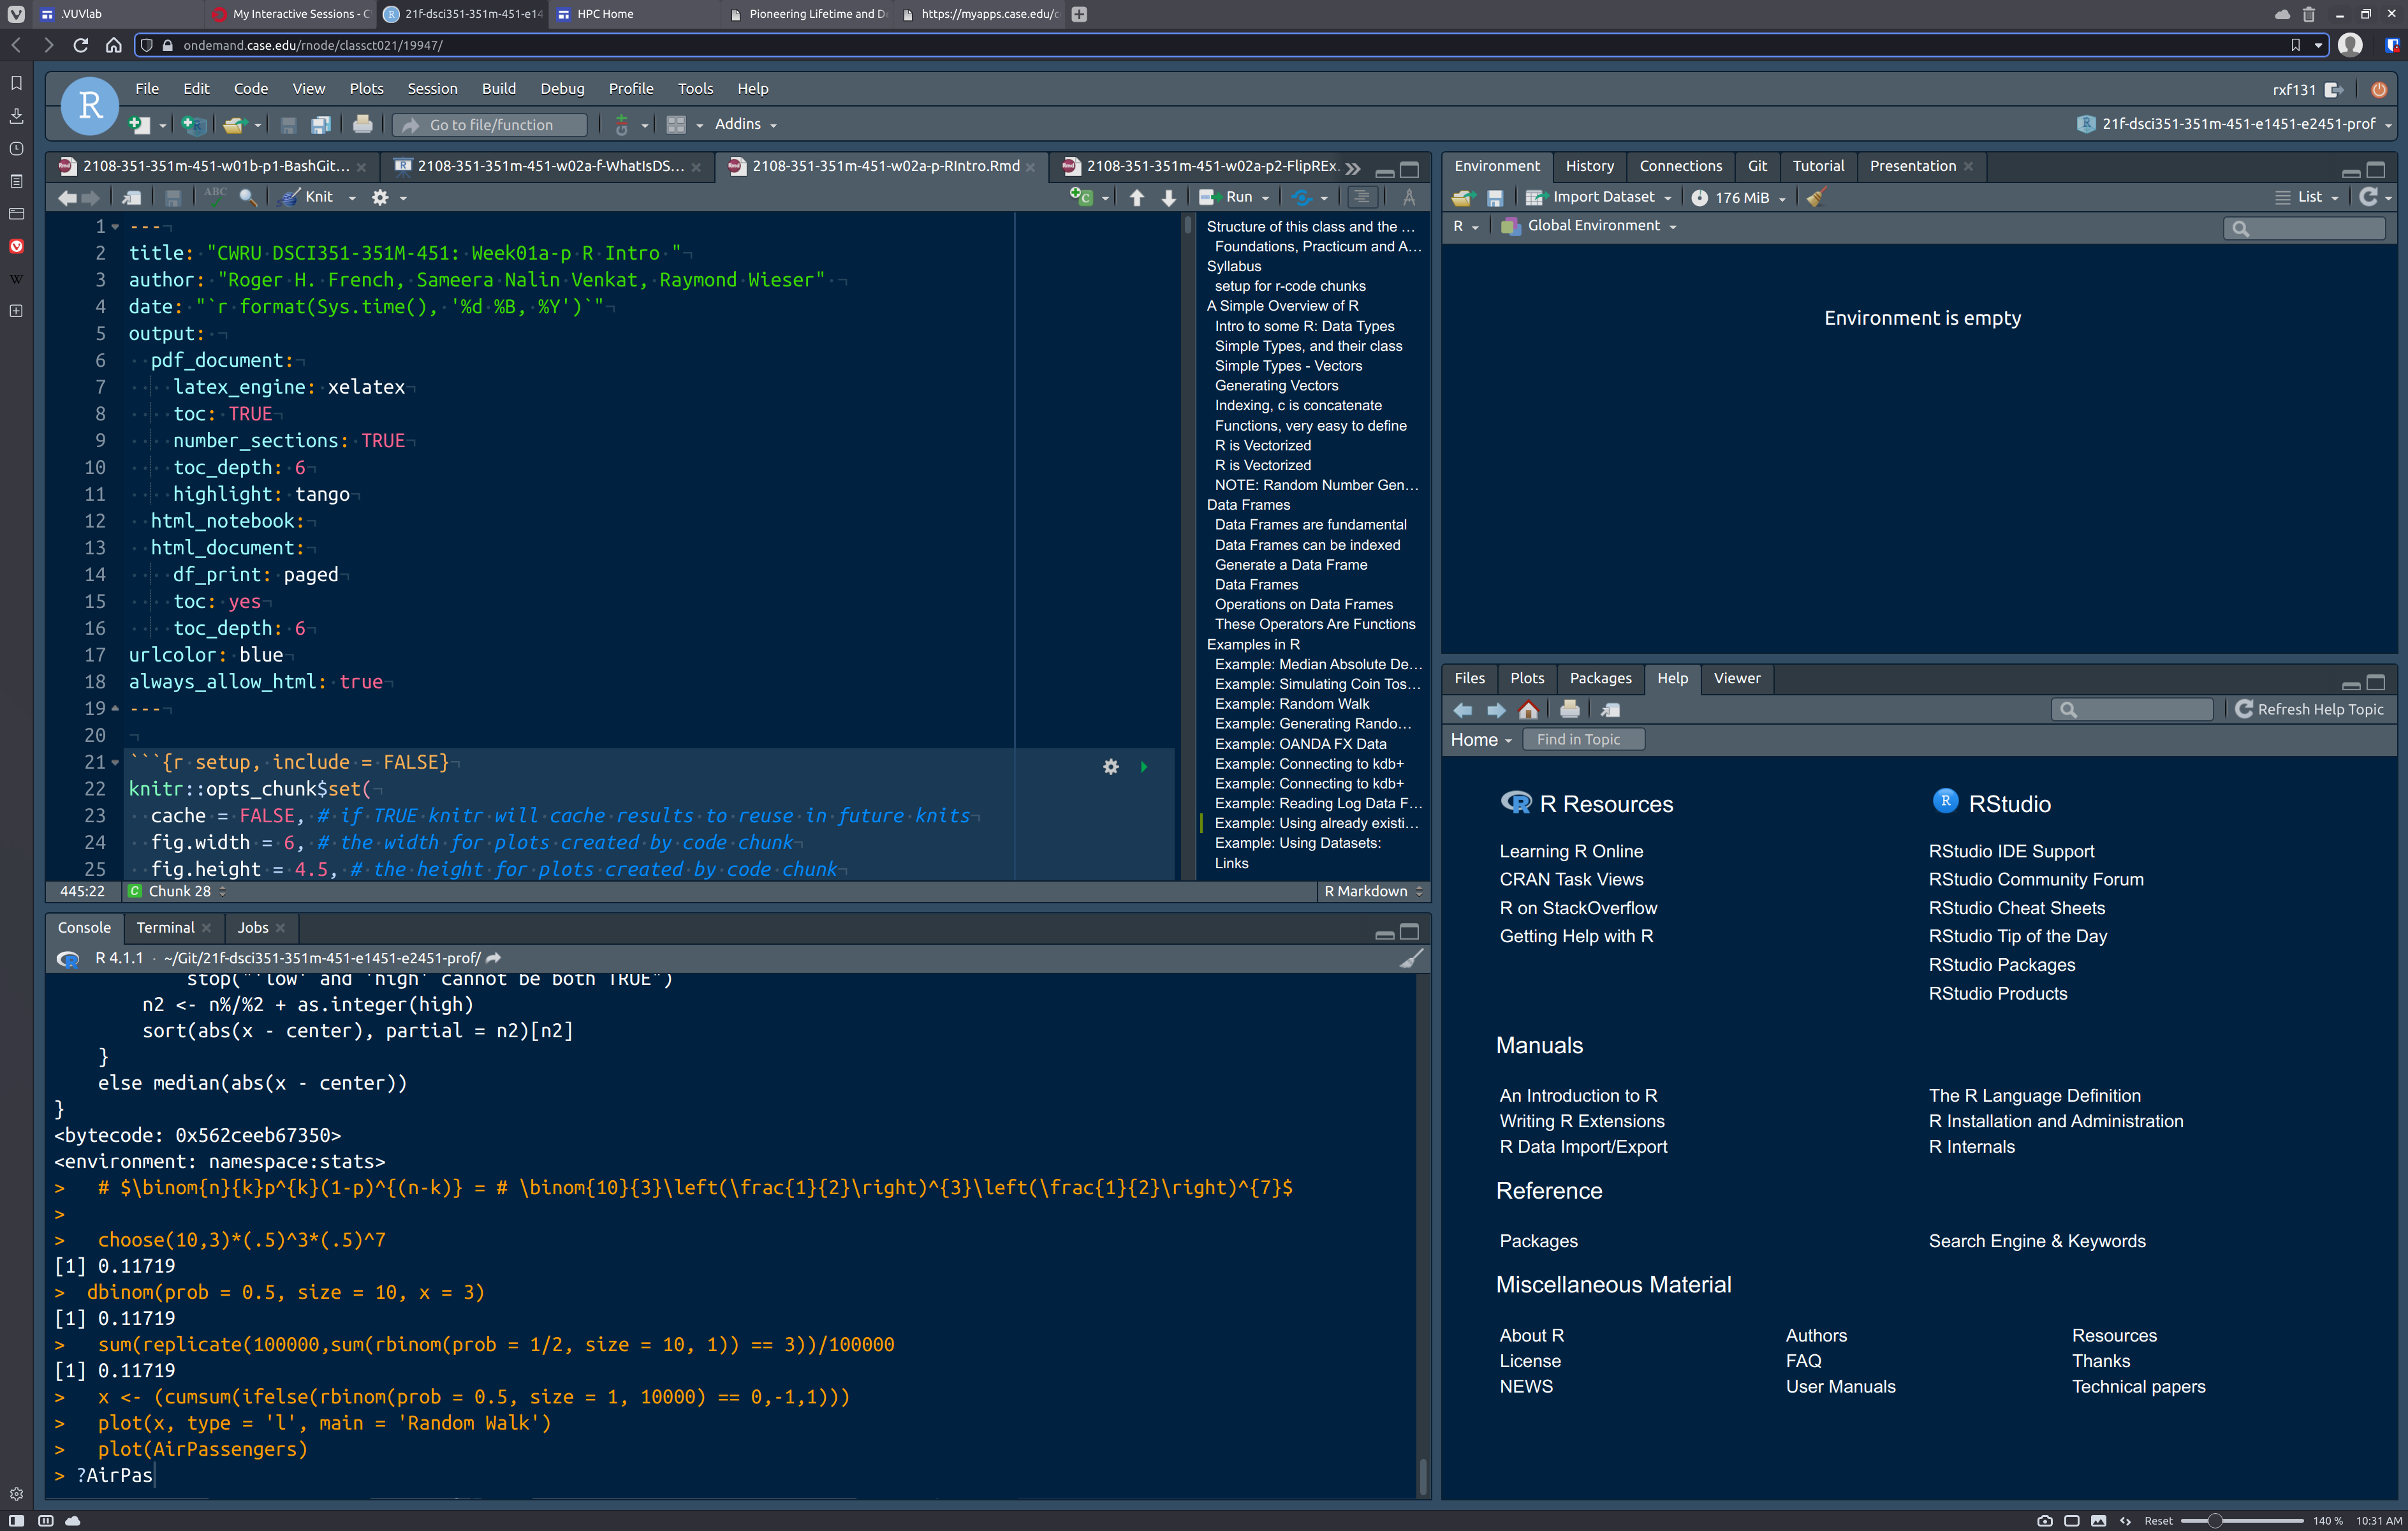 .VUVlab
My Interactive Sessions - C
21f-dsci351-351m-451-e14
HPC Home
Pioneering Lifetime and D
https://myapps.case.edu/c
ondemand.case.edu/rnode/classct021/19947/
File Edit Code View Plots Session Build Debug Profile Tools Help
rxf131
Go to file/function
Addins
21f-dsci351-351m-451-e1451-e2451-prof
2108-351-351m-451-w01b-p1-BashGit...
2108-351-351m-451-w02a-f-WhatIsDS...
2108-351-351m-451-w02a-p-RIntro.Rmd
2108-351-351m-451-w02a-p2-FlipREx.
ABC
Knit
Run
1 ---
2 title: "CWRU DSCI351-351M-451: Week01a-p R Intro "
3 author: "Roger H. French, Sameera Nalin Venkat, Raymond Wieser"
4 date: "`r format(Sys.time(), '%d %B, %Y')`"
5 output:
6 pdf_document:
7 latex_engine: xelatex
8 toc: TRUE
9 number_sections: TRUE
10 toc_depth: 6
11 highlight: tango
12 html_notebook:
13 html_document:
14 df_print: paged
15 toc: yes
16 toc_depth: 6
17 urlcolor: blue
18 always_allow_html: true
19 ---
20
21 ```{r setup, include = FALSE}
22 knitr::opts_chunk$set(
23 cache = FALSE, # if TRUE knitr will cache results to reuse in future knits
24 fig.width = 6, # the width for plots created by code chunk
25 fig.height = 4.5, # the height for plots created by code chunk
445:22 Chunk 28
R Markdown
Structure of this class and the ...
Foundations, Practicum and A...
Syllabus
setup for r-code chunks
A Simple Overview of R
Intro to some R: Data Types
Simple Types, and their class
Simple Types - Vectors
Generating Vectors
Indexing, c is concatenate
Functions, very easy to define
R is Vectorized
R is Vectorized
NOTE: Random Number Gen...
Data Frames
Data Frames are fundamental
Data Frames can be indexed
Generate a Data Frame
Data Frames
Operations on Data Frames
These Operators Are Functions
Examples in R
Example: Median Absolute De...
Example: Simulating Coin Tos...
Example: Random Walk
Example: Generating Rando...
Example: OANDA FX Data
Example: Connecting to kdb+
Example: Connecting to kdb+
Example: Reading Log Data F...
Example: Using already existi...
Example: Using Datasets:
Links
Console Terminal Jobs
R 4.1.1 · ~/Git/21f-dsci351-351m-451-e1451-e2451-prof/
stop("'low' and 'high' cannot be both TRUE")
n2 <- n%/%2 + as.integer(high)
sort(abs(x - center), partial = n2)[n2]
}
else median(abs(x - center))
}
<bytecode: 0x562ceeb67350>
<environment: namespace:stats>
> # $\binom{n}{k}p^{k}(1-p)^{(n-k)} = # \binom{10}{3}\left(\frac{1}{2}\right)^{3}\left(\frac{1}{2}\right)^{7}$
>
> choose(10,3)*(.5)^3*(.5)^7
[1] 0.11719
> dbinom(prob = 0.5, size = 10, x = 3)
[1] 0.11719
> sum(replicate(100000,sum(rbinom(prob = 1/2, size = 10, 1)) == 3))/100000
[1] 0.11719
> x <- (cumsum(ifelse(rbinom(prob = 0.5, size = 1, 10000) == 0,-1,1)))
> plot(x, type = 'l', main = 'Random Walk')
> plot(AirPassengers)
> ?AirPas
Environment History Connections Git Tutorial Presentation
Import Dataset 176 MiB List
R Global Environment
Environment is empty
Files Plots Packages Help Viewer
Refresh Help Topic
Home Find in Topic
R Resources
Learning R Online
CRAN Task Views
R on StackOverflow
Getting Help with R
RStudio
RStudio IDE Support
RStudio Community Forum
RStudio Cheat Sheets
RStudio Tip of the Day
RStudio Packages
RStudio Products
Manuals
An Introduction to R
The R Language Definition
Writing R Extensions
R Installation and Administration
R Data Import/Export
R Internals
Reference
Packages
Search Engine & Keywords
Miscellaneous Material
About R Authors Resources
License FAQ Thanks
NEWS User Manuals Technical papers
Reset 140 % 10:31 AM